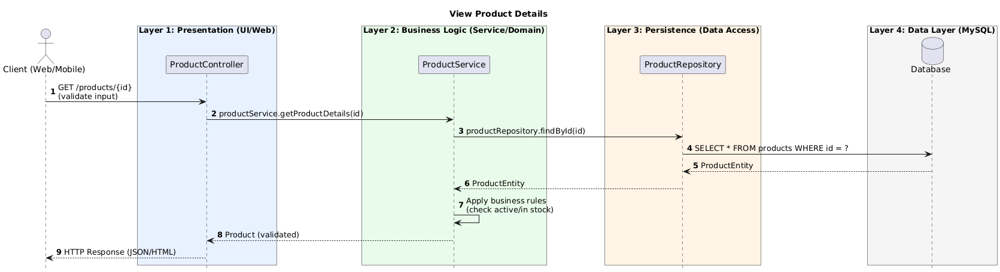 View Product Details
Layer 1: Presentation (UI/Web)
Layer 2: Business Logic (Service/Domain)
Layer 3: Persistence (Data Access)
Layer 4: Data Layer (MySQL)
Client (Web/Mobile)
ProductController
ProductService
ProductRepository
Database
1 GET /products/{id}
(validate input)
2 productService.getProductDetails(id)
3 productRepository.findById(id)
4 SELECT * FROM products WHERE id = ?
5 ProductEntity
6 ProductEntity
7 Apply business rules
(check active/in stock)
8 Product (validated)
9 HTTP Response (JSON/HTML)